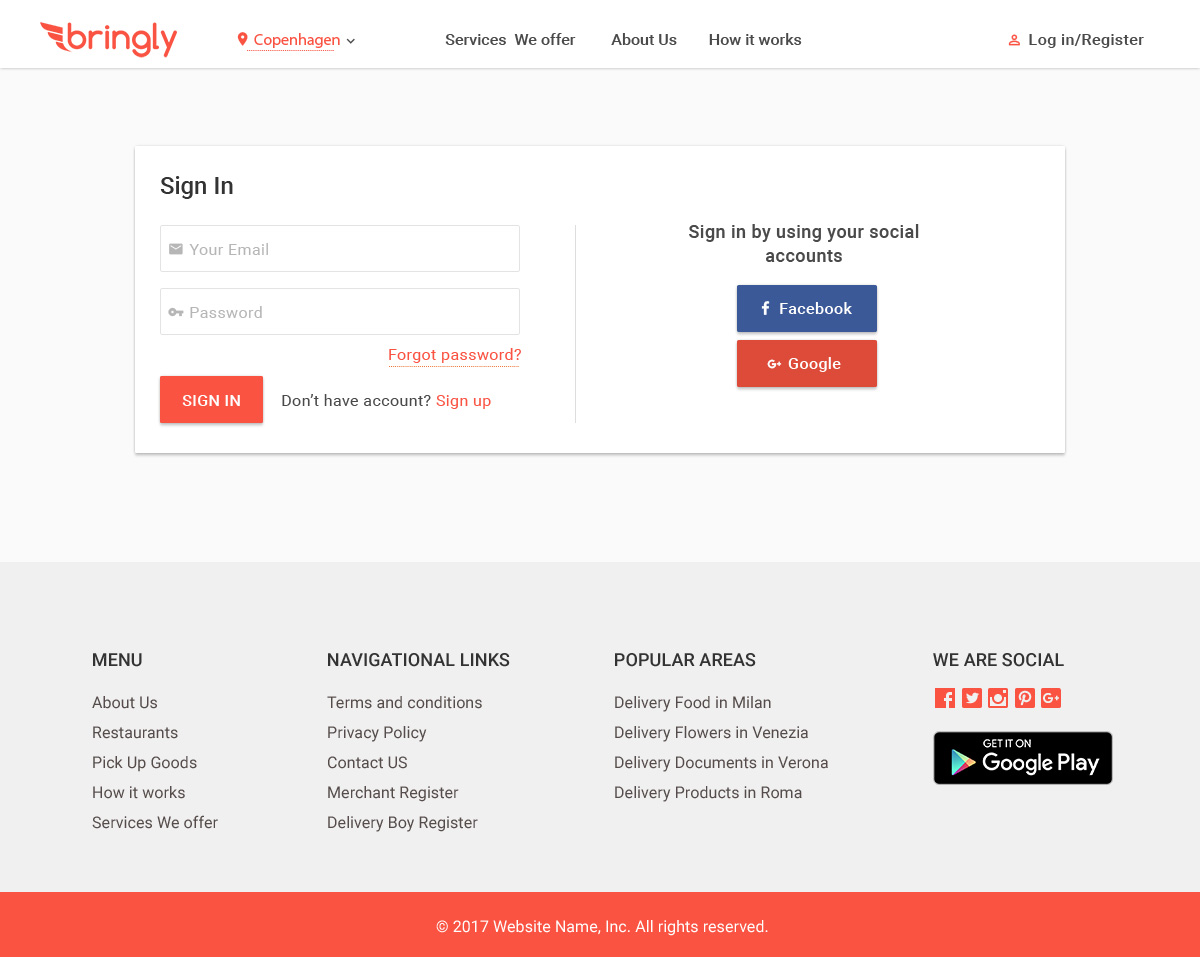 bringly
Copenhagen
Services We offer
About Us
How it works
Log in/Register
Sign In
Your Email
Password
Forgot password?
SIGN IN
Don’t have account? Sign up
Sign in by using your social
accounts
Facebook
Google
MENU
About Us
Restaurants
Pick Up Goods
How it works
Services We offer
NAVIGATIONAL LINKS
Terms and conditions
Privacy Policy
Contact US
Merchant Register
Delivery Boy Register
POPULAR AREAS
Delivery Food in Milan
Delivery Flowers in Venezia
Delivery Documents in Verona
Delivery Products in Roma
WE ARE SOCIAL
GET IT ON
Google Play
© 2017 Website Name, Inc. All rights reserved.